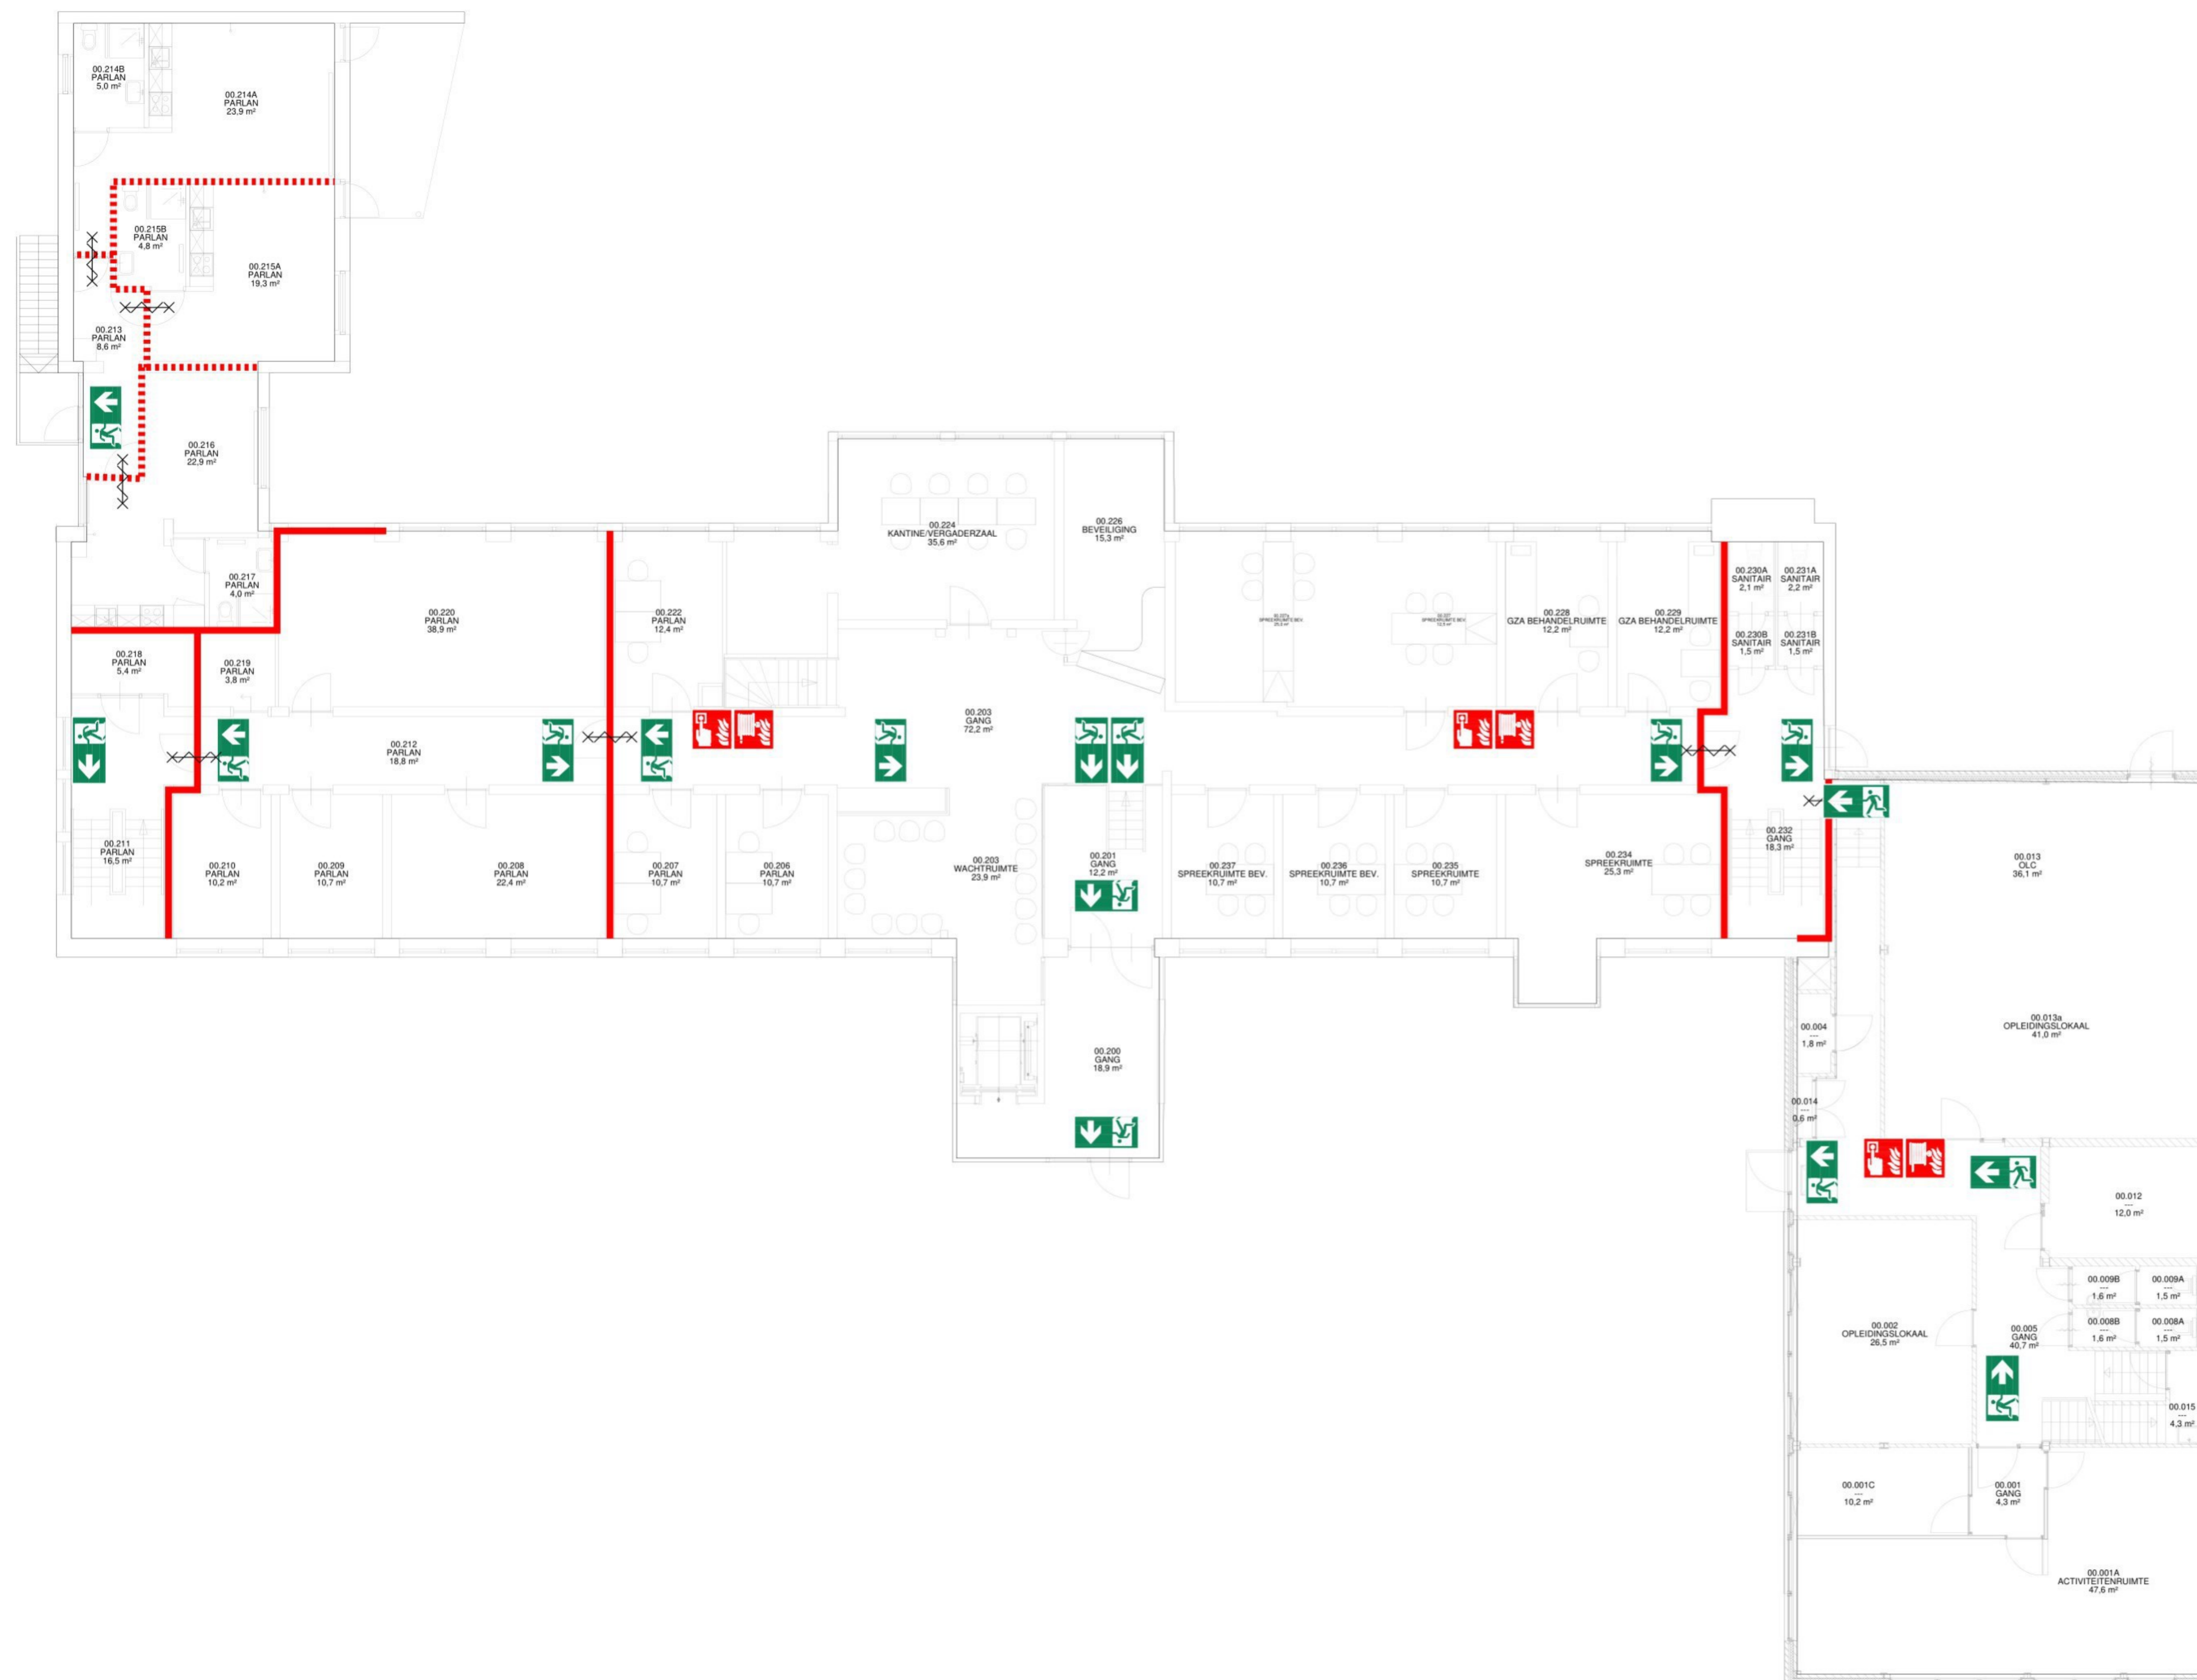 00.214B
PARLAN
5,0 m²
00.214A
PARLAN
23,9 m²
00.215B
PARLAN
4,8 m²
00.215A
PARLAN
19,3 m²
00.213
PARLAN
8,6 m²
00.216
PARLAN
22,9 m²
00.217
PARLAN
4,0 m²
00.218
PARLAN
5,4 m²
00.219
PARLAN
3,8 m²
00.220
PARLAN
38,9 m²
00.222
PARLAN
12,4 m²
00.224
KANTINE/VERGADERZAAL
35,6 m²
00.226
BEVEILIGING
15,3 m²
SPREEKRUIMTE BEV.
SPREEKRUIMTE BEV.
00.228
GZA BEHANDELRUIMTE
12,2 m²
00.229
GZA BEHANDELRUIMTE
12,2 m²
00.230A
SANITAIR
2,1 m²
00.231A
SANITAIR
2,2 m²
00.230B
SANITAIR
1,5 m²
00.231B
SANITAIR
1,5 m²
00.212
PARLAN
18,8 m²
00.203
GANG
72,2 m²
00.211
PARLAN
16,5 m²
00.210
PARLAN
10,2 m²
00.209
PARLAN
10,7 m²
00.208
PARLAN
22,4 m²
00.207
PARLAN
10,7 m²
00.206
PARLAN
10,7 m²
00.203
WACHTRUIMTE
23,9 m²
00.201
GANG
12,2 m²
00.237
SPREEKRUIMTE BEV.
10,7 m²
00.236
SPREEKRUIMTE BEV.
10,7 m²
00.235
SPREEKRUIMTE
10,7 m²
00.234
SPREEKRUIMTE
25,3 m²
00.232
GANG
18,3 m²
00.013
OLC
36,1 m²
00.013a
OPLEIDINGSLOKAAL
41,0 m²
00.004
---
1,8 m²
00.200
GANG
18,9 m²
00.014
---
0,6 m²
00.012
---
12,0 m²
00.009B
---
1,6 m²
00.009A
---
1,5 m²
00.008B
---
1,6 m²
00.008A
---
1,5 m²
00.002
OPLEIDINGSLOKAAL
26,5 m²
00.005
GANG
40,7 m²
00.015
---
4,3 m²
00.001C
---
10,2 m²
00.001
GANG
4,3 m²
00.001A
ACTIVITEITENRUIMTE
47,6 m²